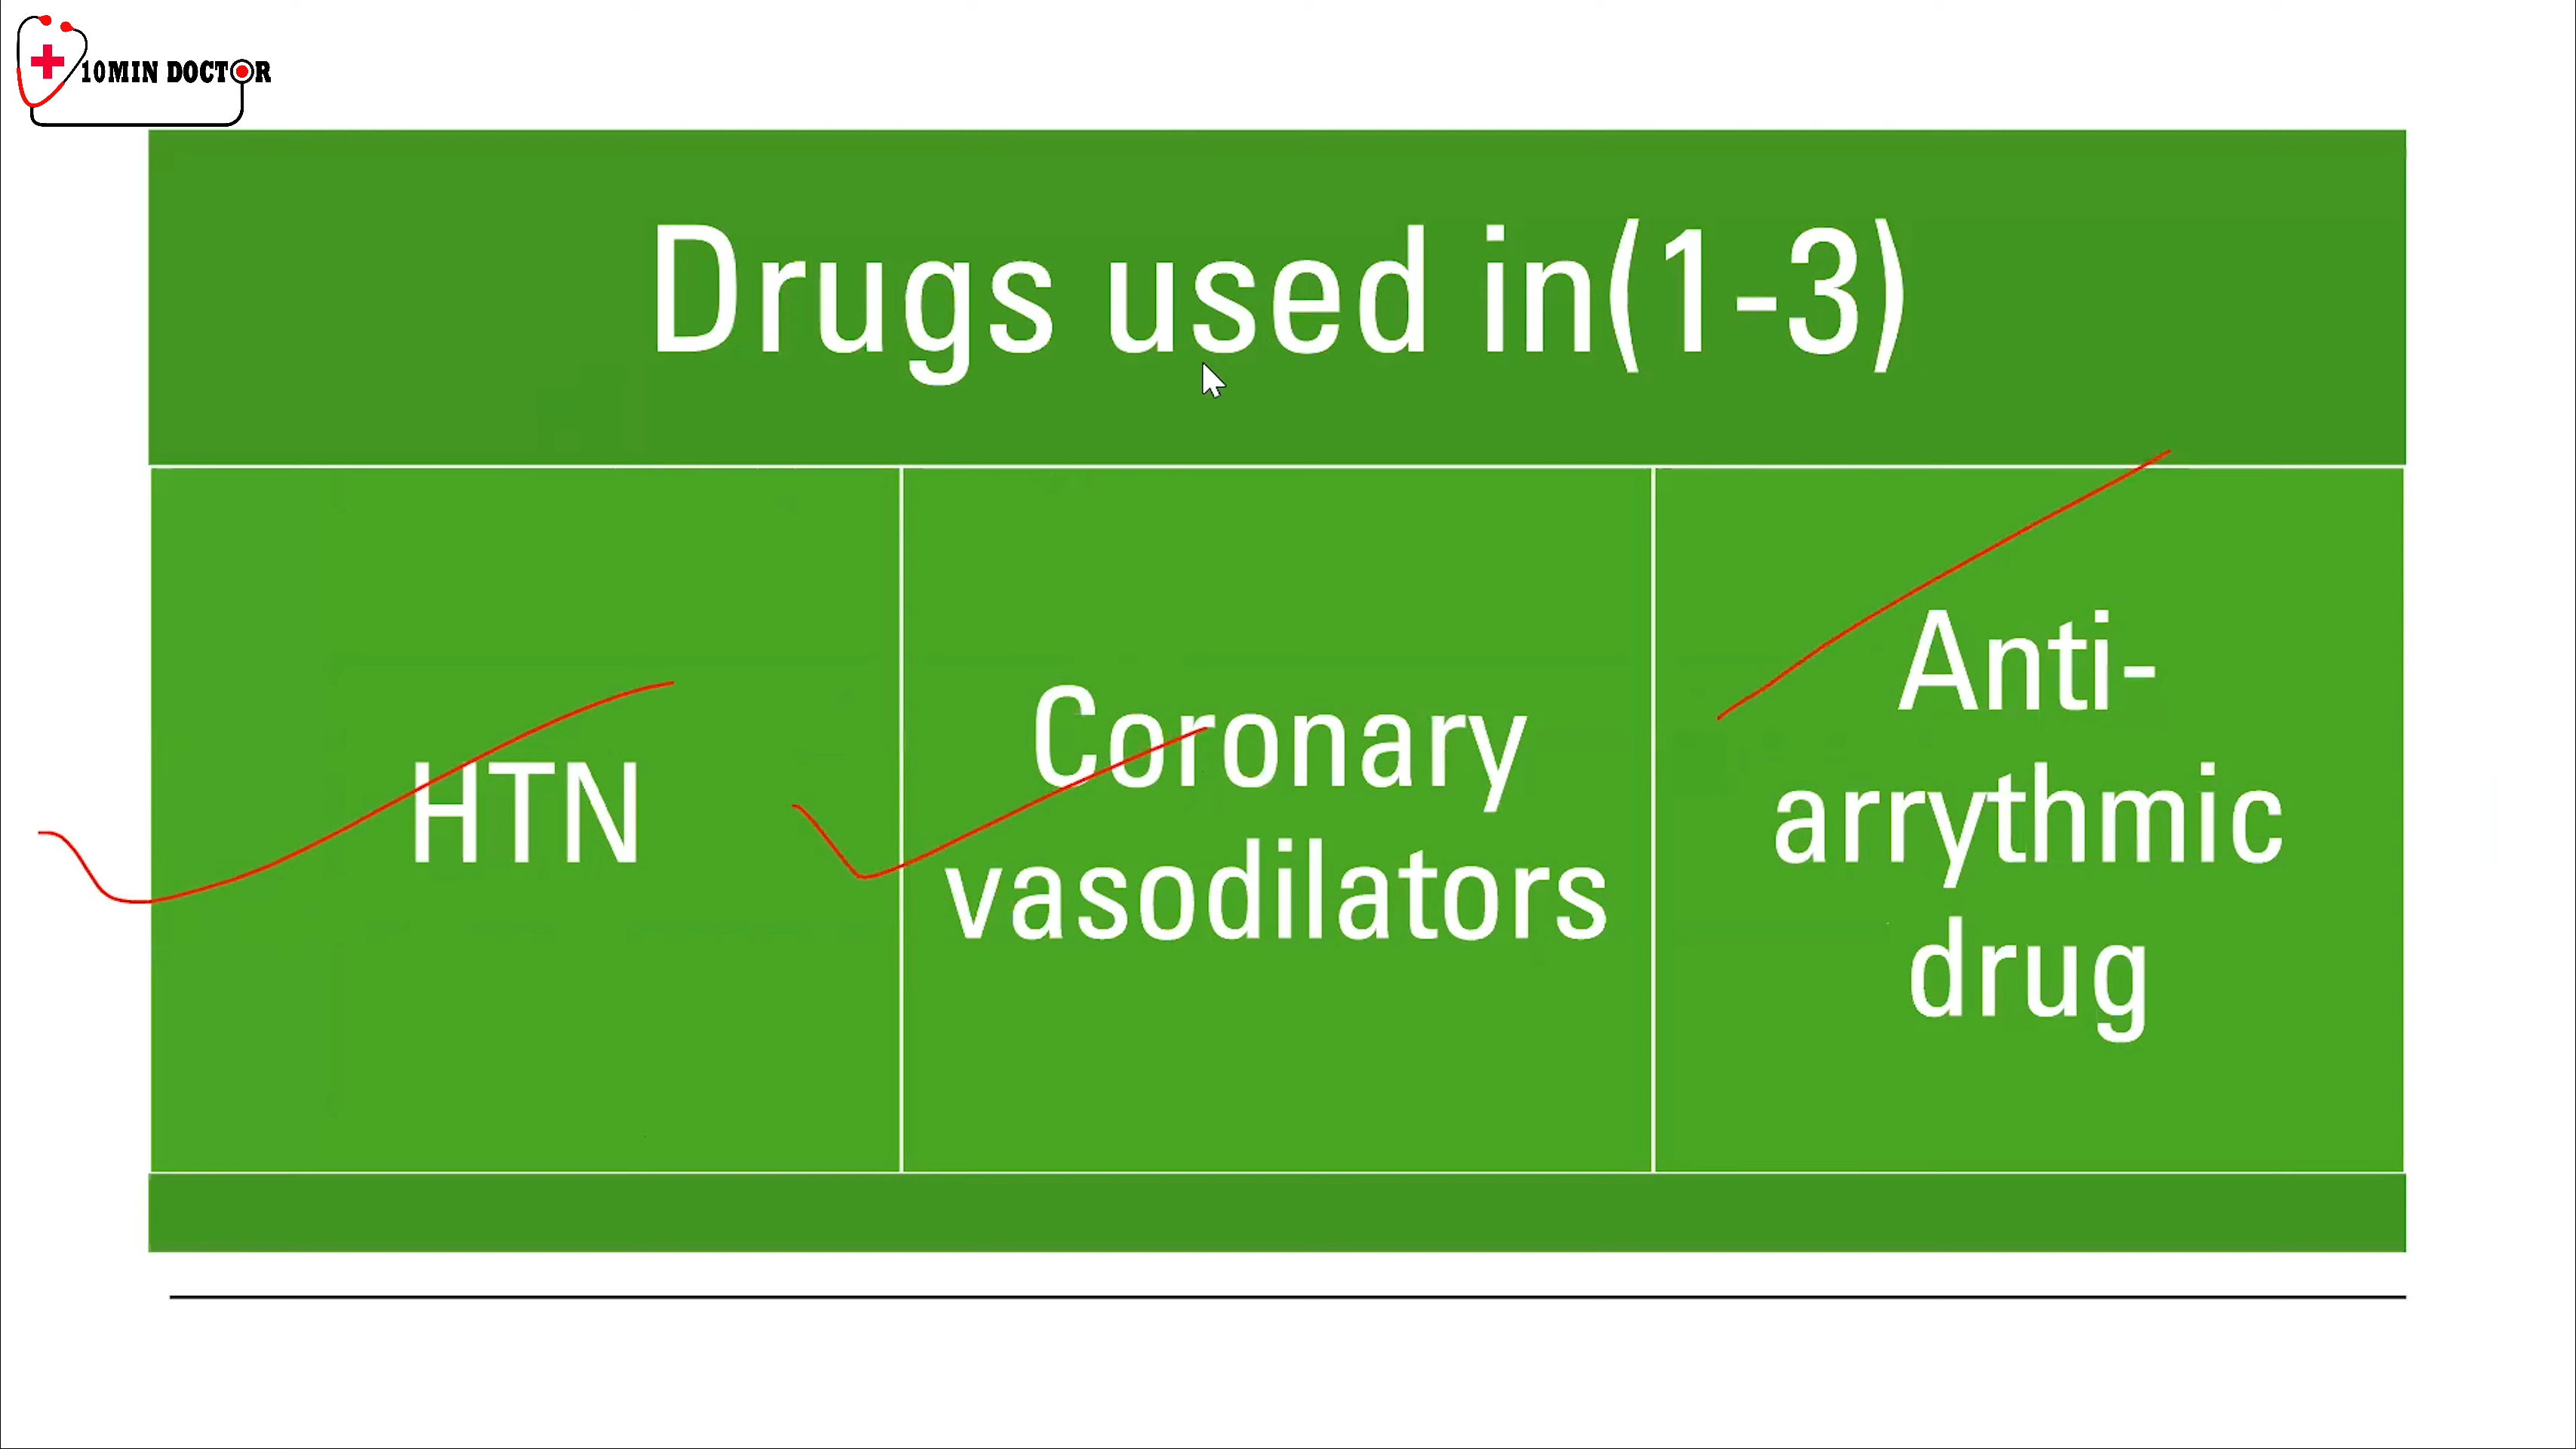 10MIN DOCTOR
Drugs used in(1-3)
HTN
Coronary
vasodilators
Anti-
arrythmic
drug